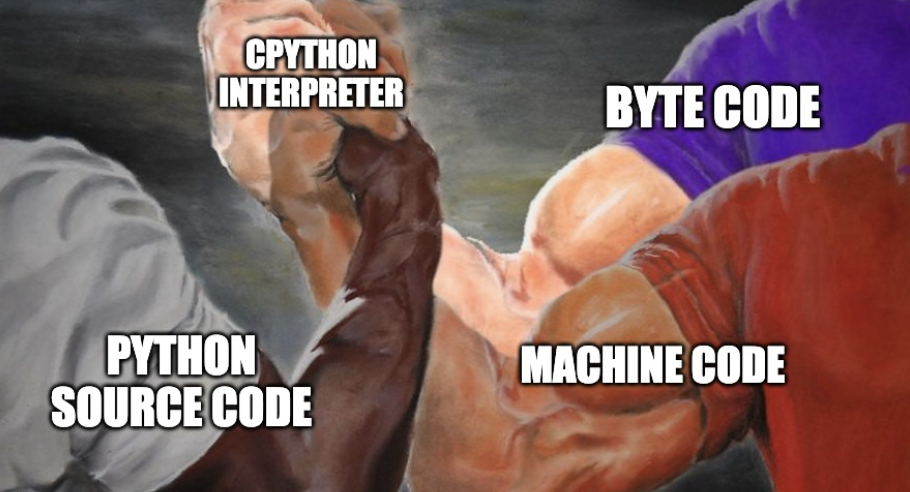 CPYTHON
INTERPRETER
BYTE CODE
PYTHON
SOURCE CODE
MACHINE CODE